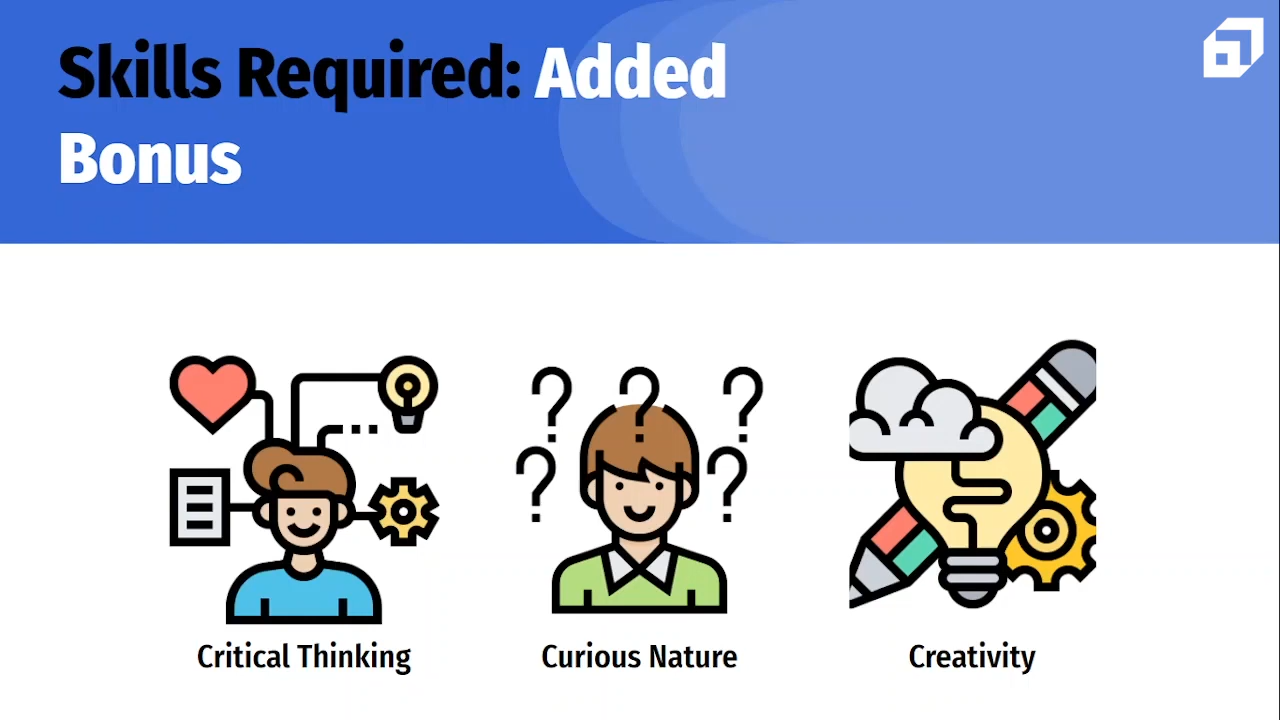 Skills Required: Added
Bonus
Critical Thinking
Curious Nature
Creativity